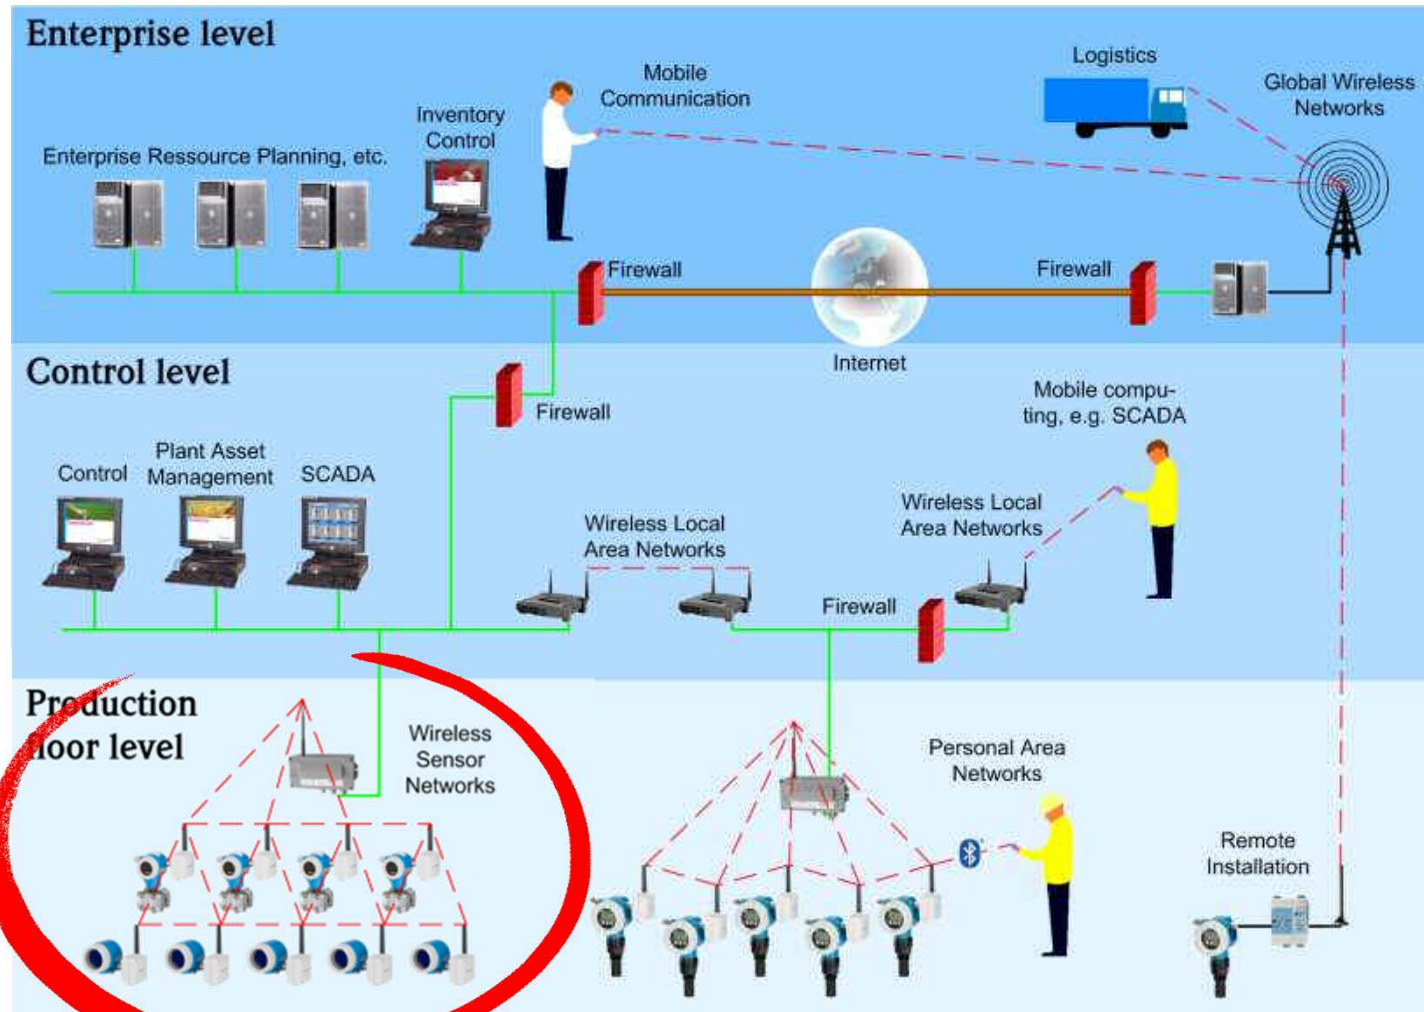 Enterprise level
Logistics
Mobile
Communication
Global Wireless
Networks
Inventory
Control
Enterprise Ressource Planning, etc.
Firewall
Firewall
Internet
Control level
Firewall
Mobile compu-
ting, e.g. SCADA
Plant Asset
Management
Control
SCADA
Wireless Local
Area Networks
Wireless Local
Area Networks
Firewall
Production
floor level
Wireless
Sensor
Networks
Personal Area
Networks
Remote
Installation